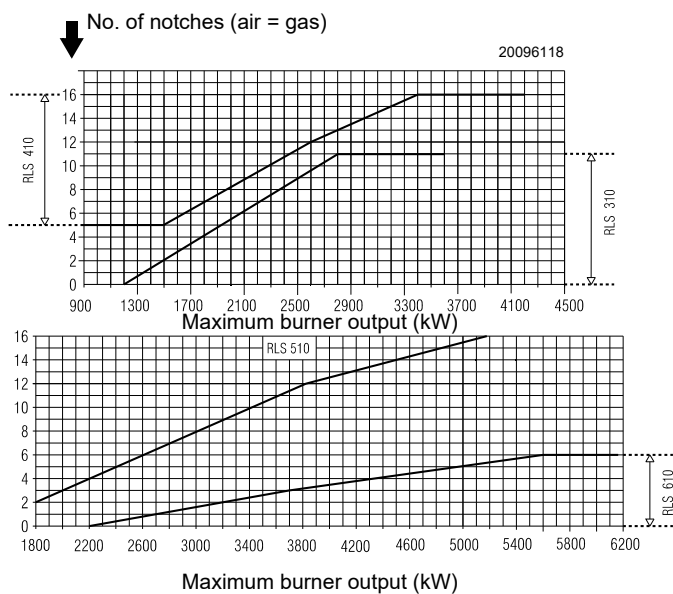 No. of notches (air = gas)
20096118
16
14
12
10
8
6
4
2
0
RLS 410
RLS 310
900 1300 1700 2100 2500 2900 3300 3700 4100 4500
Maximum burner output (kW)
16
14
12
10
8
6
4
2
0
RLS 510
RLS 610
1800 2200 2600 3000 3400 3800 4200 4600 5000 5400 5800 6200
Maximum burner output (kW)